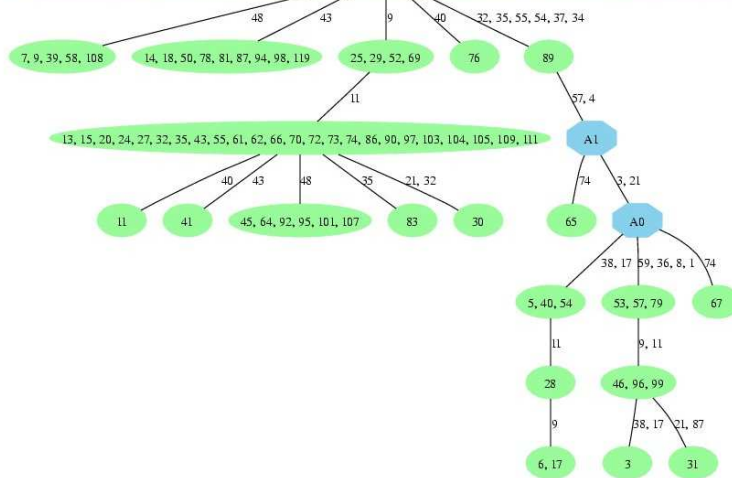 48 43 9 40 32, 35, 55, 54, 37, 34
7, 9, 39, 58, 108 14, 18, 50, 78, 81, 87, 94, 98, 119 25, 29, 52, 69 76 89
11 57, 4
13, 15, 20, 24, 27, 32, 35, 43, 55, 61, 62, 66, 70, 72, 73, 74, 86, 90, 97, 103, 104, 105, 109, 111 A1
40 43 48 35 21, 32 74 3, 21
11 41 45, 64, 92, 95, 101, 107 83 30 65 A0
38, 17 59, 36, 8, 1 74
5, 40, 54 53, 57, 79 67
11 9, 11
28 46, 96, 99
9 38, 17 21, 87
6, 17 3 31